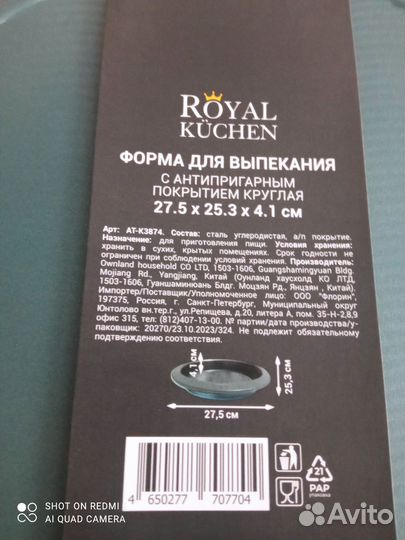 ROYAL
KÜCHEN
ФОРМА ДЛЯ ВЫПЕКАНИЯ
С АНТИПРИГАРНЫМ
ПОКРЫТИЕМ КРУГЛАЯ
27.5 x 25.3 x 4.1 см
Арт. AT-K3874. Состав: сталь углеродистая, а/п покрытие.
Назначение: для приготовления пищи. Условия хранения:
хранить в сухих, крытых помещениях. Срок годности не
ограничен при соблюдении условий хранения. Производитель:
Ownland household CO LTD, 1503-1606, Guangshamingyuan Bldg.
Mojiang Rd., Yangjiang, Китай (Оунланд хаусхолд КО ЛТД,
1503-1606, Гуаншаминюань Блдг. Моцзян Рд., Янцзян , Китай).
Импортер/Поставщик/Уполномоченное лицо: ООО "Флорин",
197375, Россия, г. Санкт-Петербург, Муниципальный округ
Юнтолово вн.тер.г., ул.Репищева, д.20, литера А, пом. 35-Н-2,8,9
офис 315, тел: (812)407-13-00. № партии/дата производства/у-
паковщик: 20270/23.10.2023/324. Не подлежит обязательному
подтверждению соответствия.
4,1 см
25,3 см
27,5 см
4 650277 707704
21
PAP
упаковка
SHOT ON REDMI
AI QUAD CAMERA
Avito